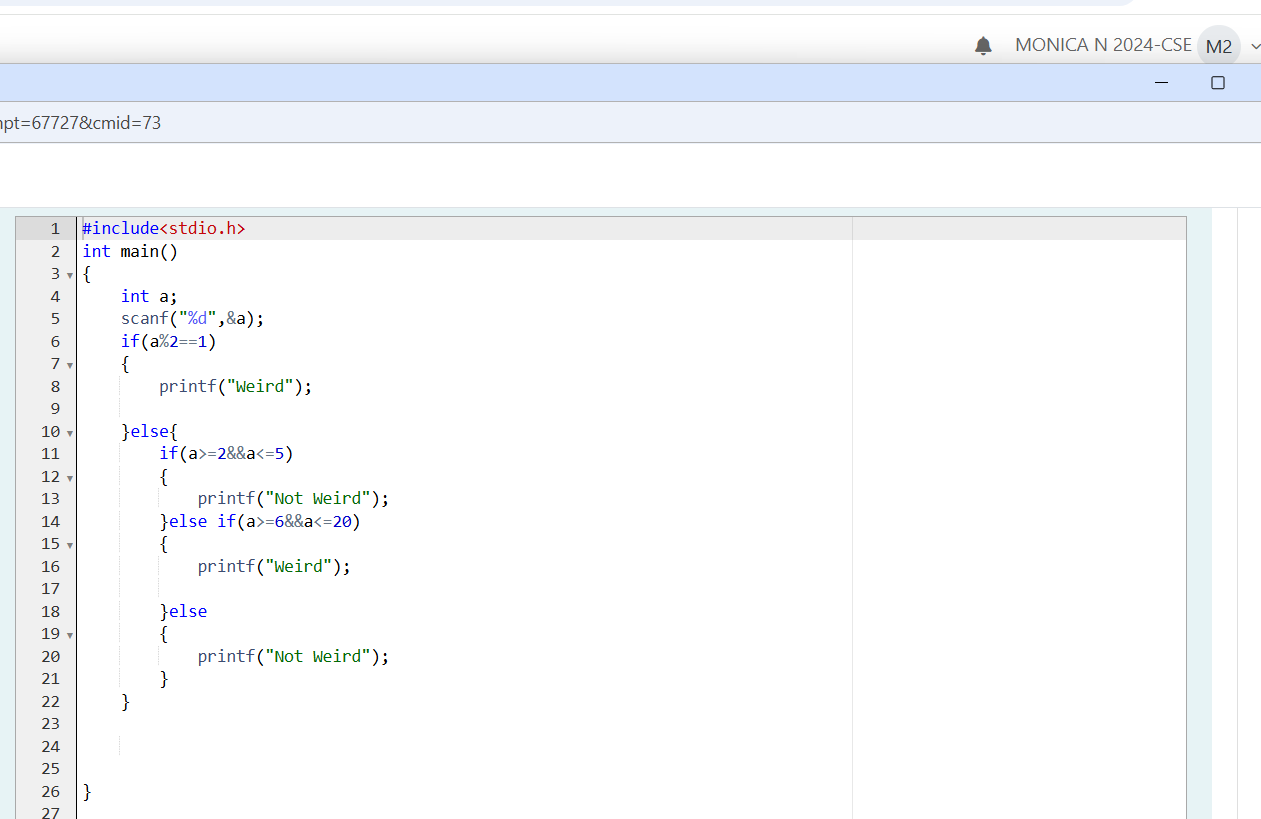 MONICA N 2024-CSE M2
npt=67727&cmid=73
1 #include<stdio.h>
2 int main()
3 {
4 int a;
5 scanf("%d",&a);
6 if(a%2==1)
7 {
8 printf("Weird");
9
10 }else{
11 if(a>=2&&a<=5)
12 {
13 printf("Not Weird");
14 }else if(a>=6&&a<=20)
15 {
16 printf("Weird");
17
18 }else
19 {
20 printf("Not Weird");
21 }
22 }
23
24
25
26 }
27